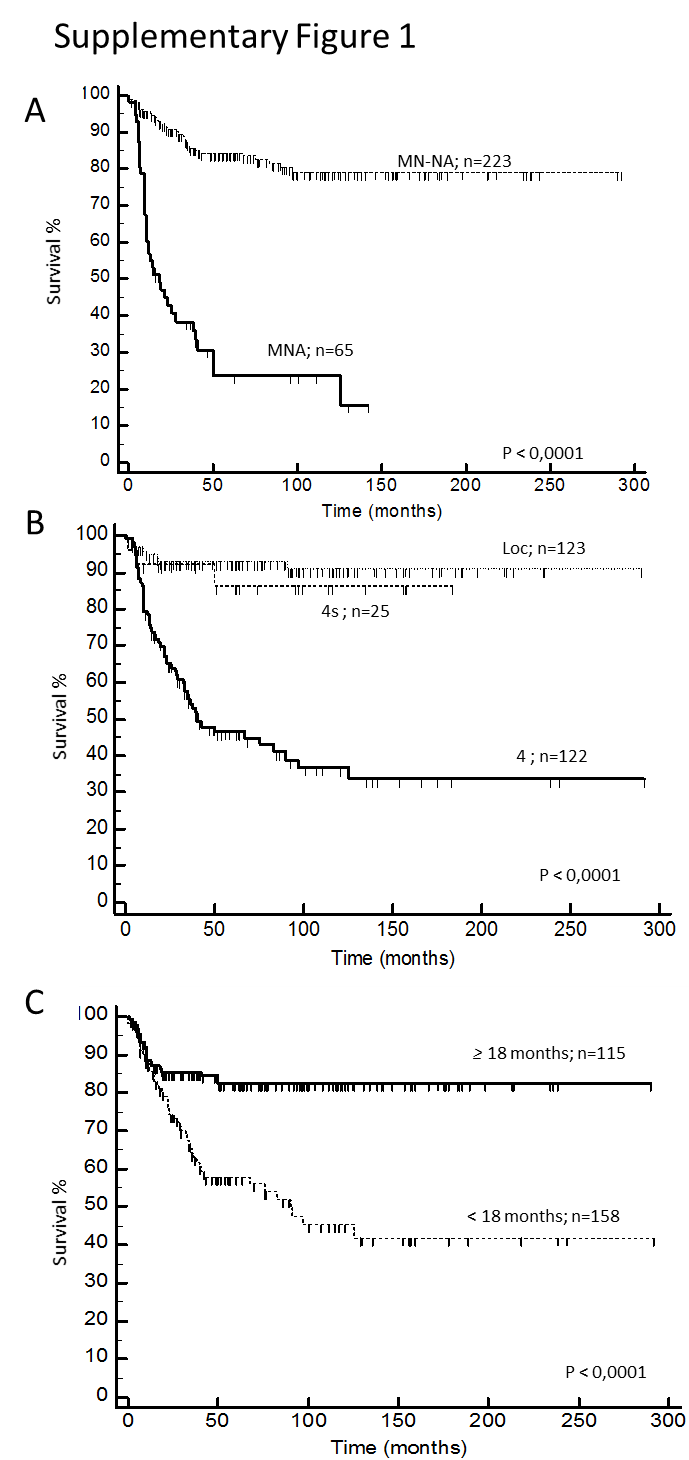 Supplementary Figure 1
A
100
90
80
70
60
50
40
30
20
10
0
Survival %
MN-NA; n=223
MNA; n=65
P < 0,0001
0 50 100 150 200 250 300
Time (months)
B
100
90
80
70
60
50
40
30
20
10
0
Survival %
Loc; n=123
4s ; n=25
4 ; n=122
P < 0,0001
0 50 100 150 200 250 300
Time (months)
C
100
90
80
70
60
50
40
30
20
10
0
Survival %
≥ 18 months; n=115
< 18 months; n=158
P < 0,0001
0 50 100 150 200 250 300
Time (months)